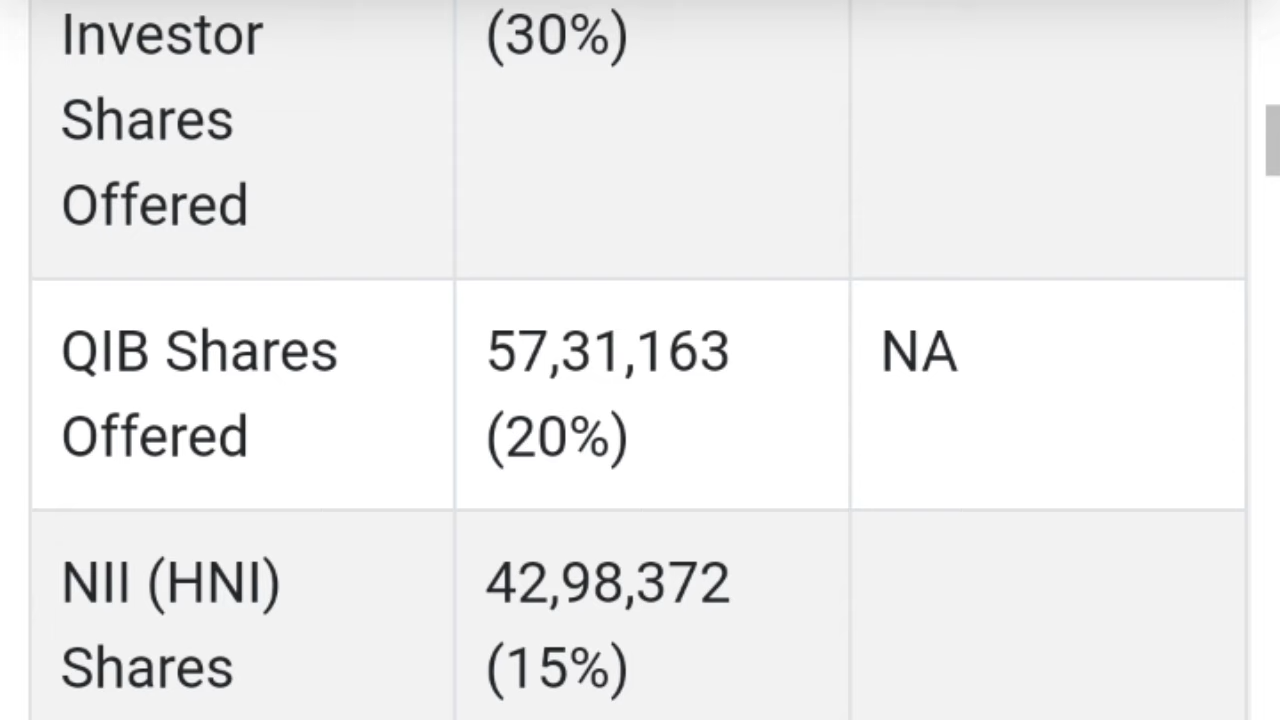 Investor (30%)
Shares
Offered
QIB Shares 57,31,163 NA
Offered (20%)
NII (HNI) 42,98,372
Shares (15%)